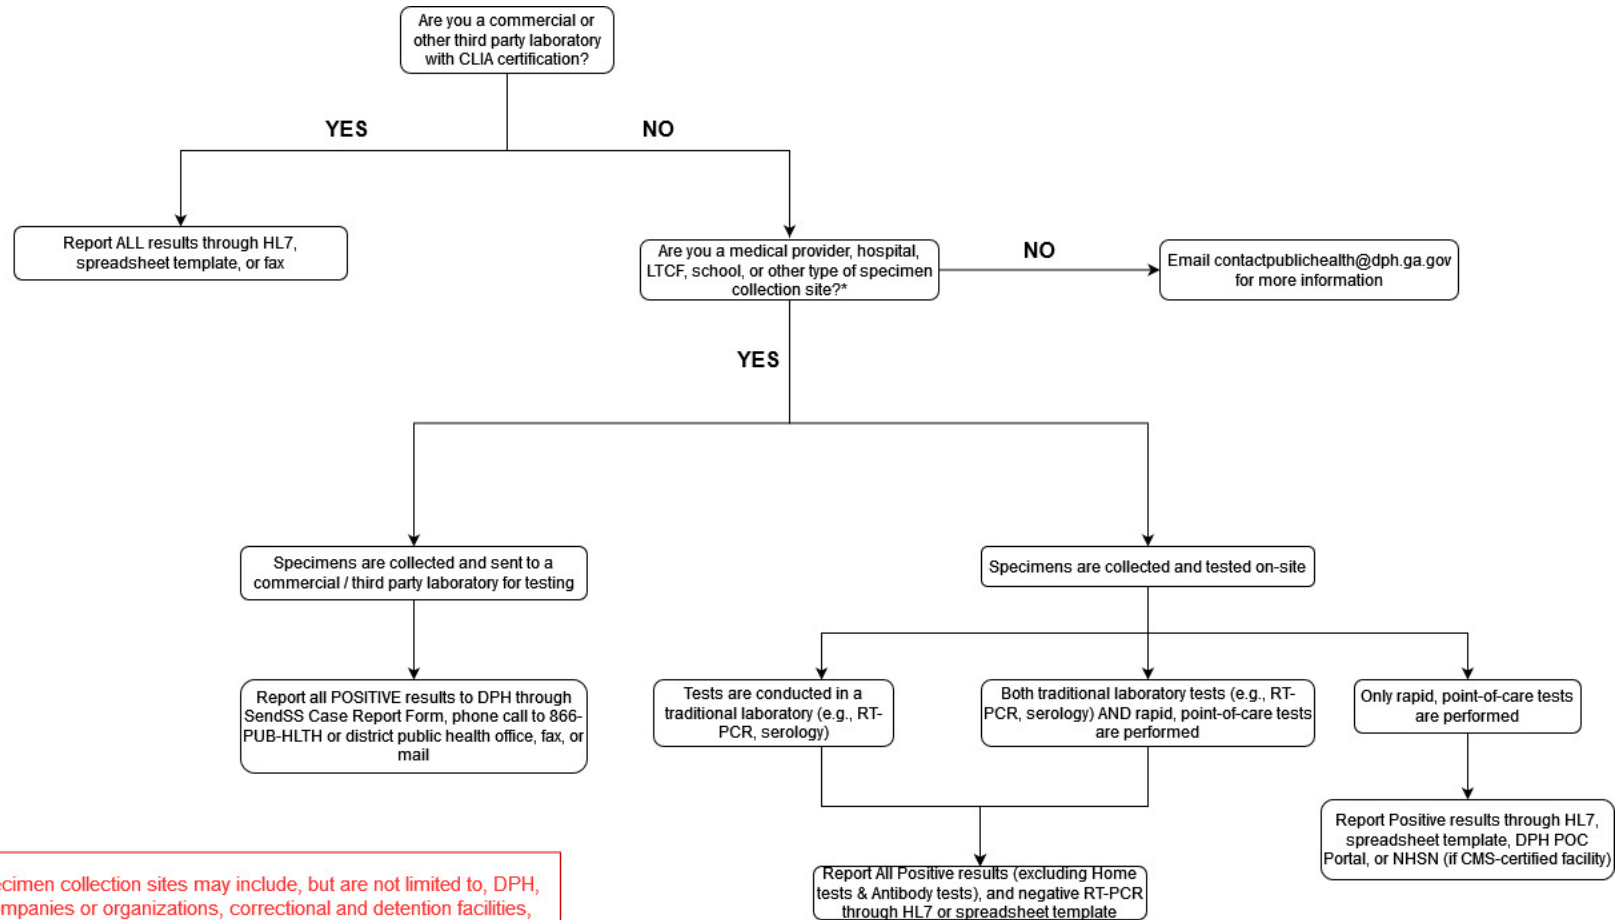 Are you a commercial or
other third party laboratory
with CLIA certification?
YES
NO
Report ALL results through HL7,
spreadsheet template, or fax
Are you a medical provider, hospital,
LTCF, school, or other type of specimen
collection site?*
NO
Email contactpublichealth@dph.ga.gov
for more information
YES
Specimens are collected and sent to a
commercial / third party laboratory for testing
Specimens are collected and tested on-site
Report all POSITIVE results to DPH through
SendSS Case Report Form, phone call to 866-
PUB-HLTH or district public health office, fax, or
mail
Tests are conducted in a
traditional laboratory (e.g., RT-
PCR, serology)
Both traditional laboratory tests (e.g., RT-
PCR, serology) AND rapid, point-of-care tests
are performed
Only rapid, point-of-care tests
are performed
Report All Positive results (excluding Home
tests & Antibody tests), and negative RT-PCR
through HL7 or spreadsheet template
Report Positive results through HL7,
spreadsheet template, DPH POC
Portal, or NHSN (if CMS-certified facility)
ecimen collection sites may include, but are not limited to, DPH,
mpanies or organizations, correctional and detention facilities,